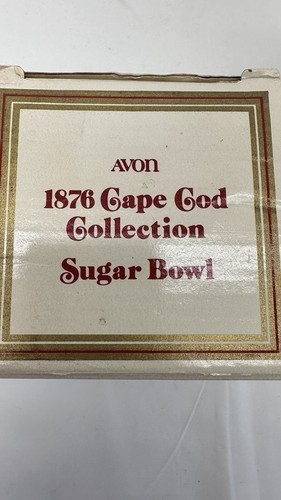 AVON
1876 Cape Cod
Collection
Sugar Bowl